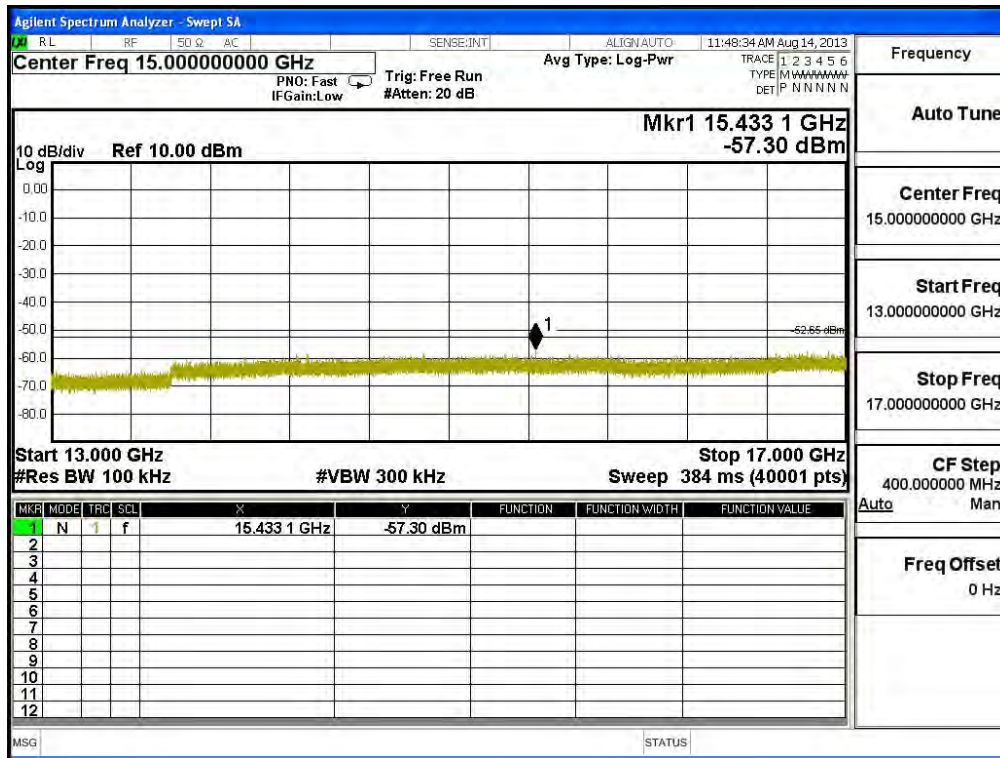 Agilent Spectrum Analyzer - Swept SA
RL RF 50 Ω AC SENSE:INT ALIGN AUTO 11:48:34 AM Aug 14, 2013
Center Freq 15.000000000 GHz
PNO: Fast
IFGain:Low
Trig: Free Run
#Atten: 20 dB
Avg Type: Log-Pwr
TRACE 1 2 3 4 5 6
TYPE M
DET P N N N N N
Mkr1 15.433 1 GHz
-57.30 dBm
10 dB/div Ref 10.00 dBm
Log
0.00
-10.0
-20.0
-30.0
-40.0
-50.0
-60.0
-70.0
-80.0
1
Start 13.000 GHz Stop 17.000 GHz
#Res BW 100 kHz #VBW 300 kHz Sweep 384 ms (40001 pts)
MKR MODE TRC SCL X Y FUNCTION FUNCTION WIDTH FUNCTION VALUE
1 N 1 f 15.433 1 GHz -57.30 dBm
2
3
4
5
6
7
8
9
10
11
12
MSG STATUS
Frequency
Auto Tune
Center Freq
15.000000000 GHz
Start Freq
13.000000000 GHz
Stop Freq
17.000000000 GHz
CF Step
400.000000 MHz
Auto Man
Freq Offset
0 Hz